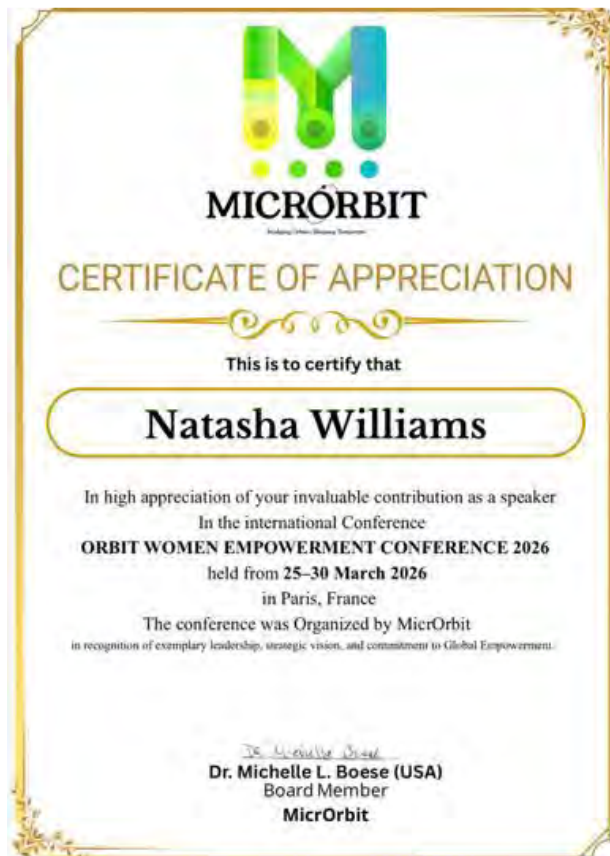 MICRÓRBIT
CERTIFICATE OF APPRECIATION
This is to certify that
Natasha Williams
In high appreciation of your invaluable contribution as a speaker
In the international Conference
ORBIT WOMEN EMPOWERMENT CONFERENCE 2026
held from 25–30 March 2026
in Paris, France
The conference was Organized by MicrOrbit
in recognition of exemplary leadership, strategic vision, and commitment to Global Empowerment.
Dr. Michelle L. Boese (USA)
Board Member
MicrOrbit